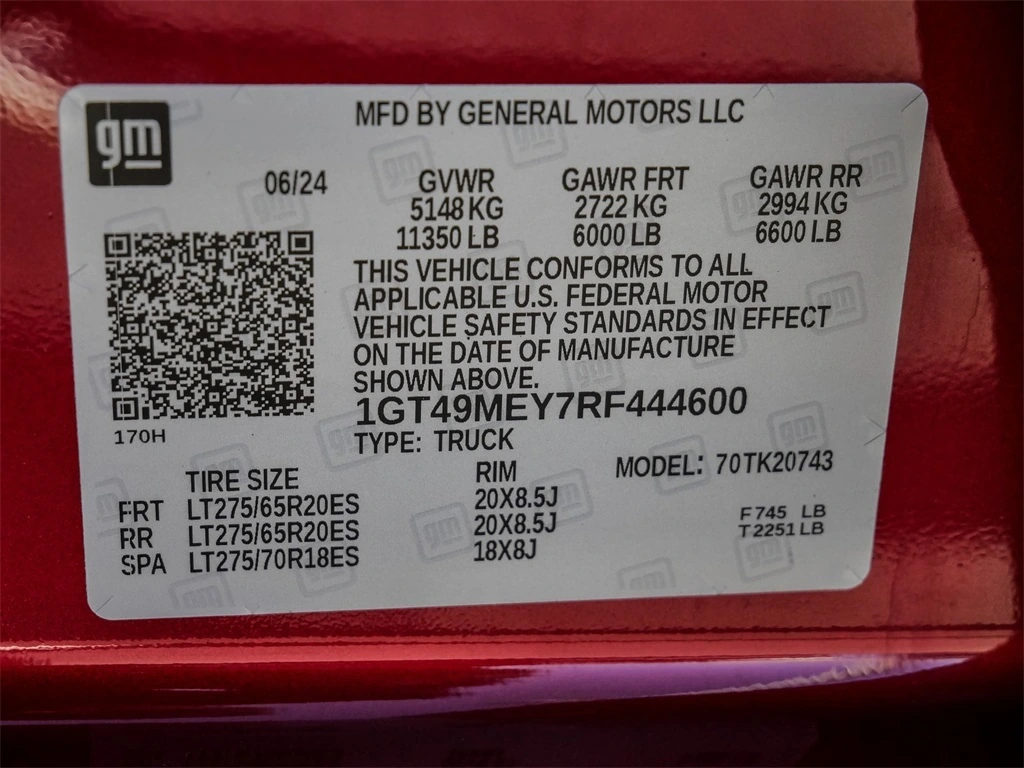 gm
MFD BY GENERAL MOTORS LLC
06/24 GVWR GAWR FRT GAWR RR
5148 KG 2722 KG 2994 KG
11350 LB 6000 LB 6600 LB
THIS VEHICLE CONFORMS TO ALL
APPLICABLE U.S. FEDERAL MOTOR
VEHICLE SAFETY STANDARDS IN EFFECT
ON THE DATE OF MANUFACTURE
SHOWN ABOVE.
1GT49MEY7RF444600
170H
TYPE: TRUCK
TIRE SIZE RIM MODEL: 70TK20743
FRT LT275/65R20ES 20X8.5J F 745 LB
RR LT275/65R20ES 20X8.5J T 2251 LB
SPA LT275/70R18ES 18X8J